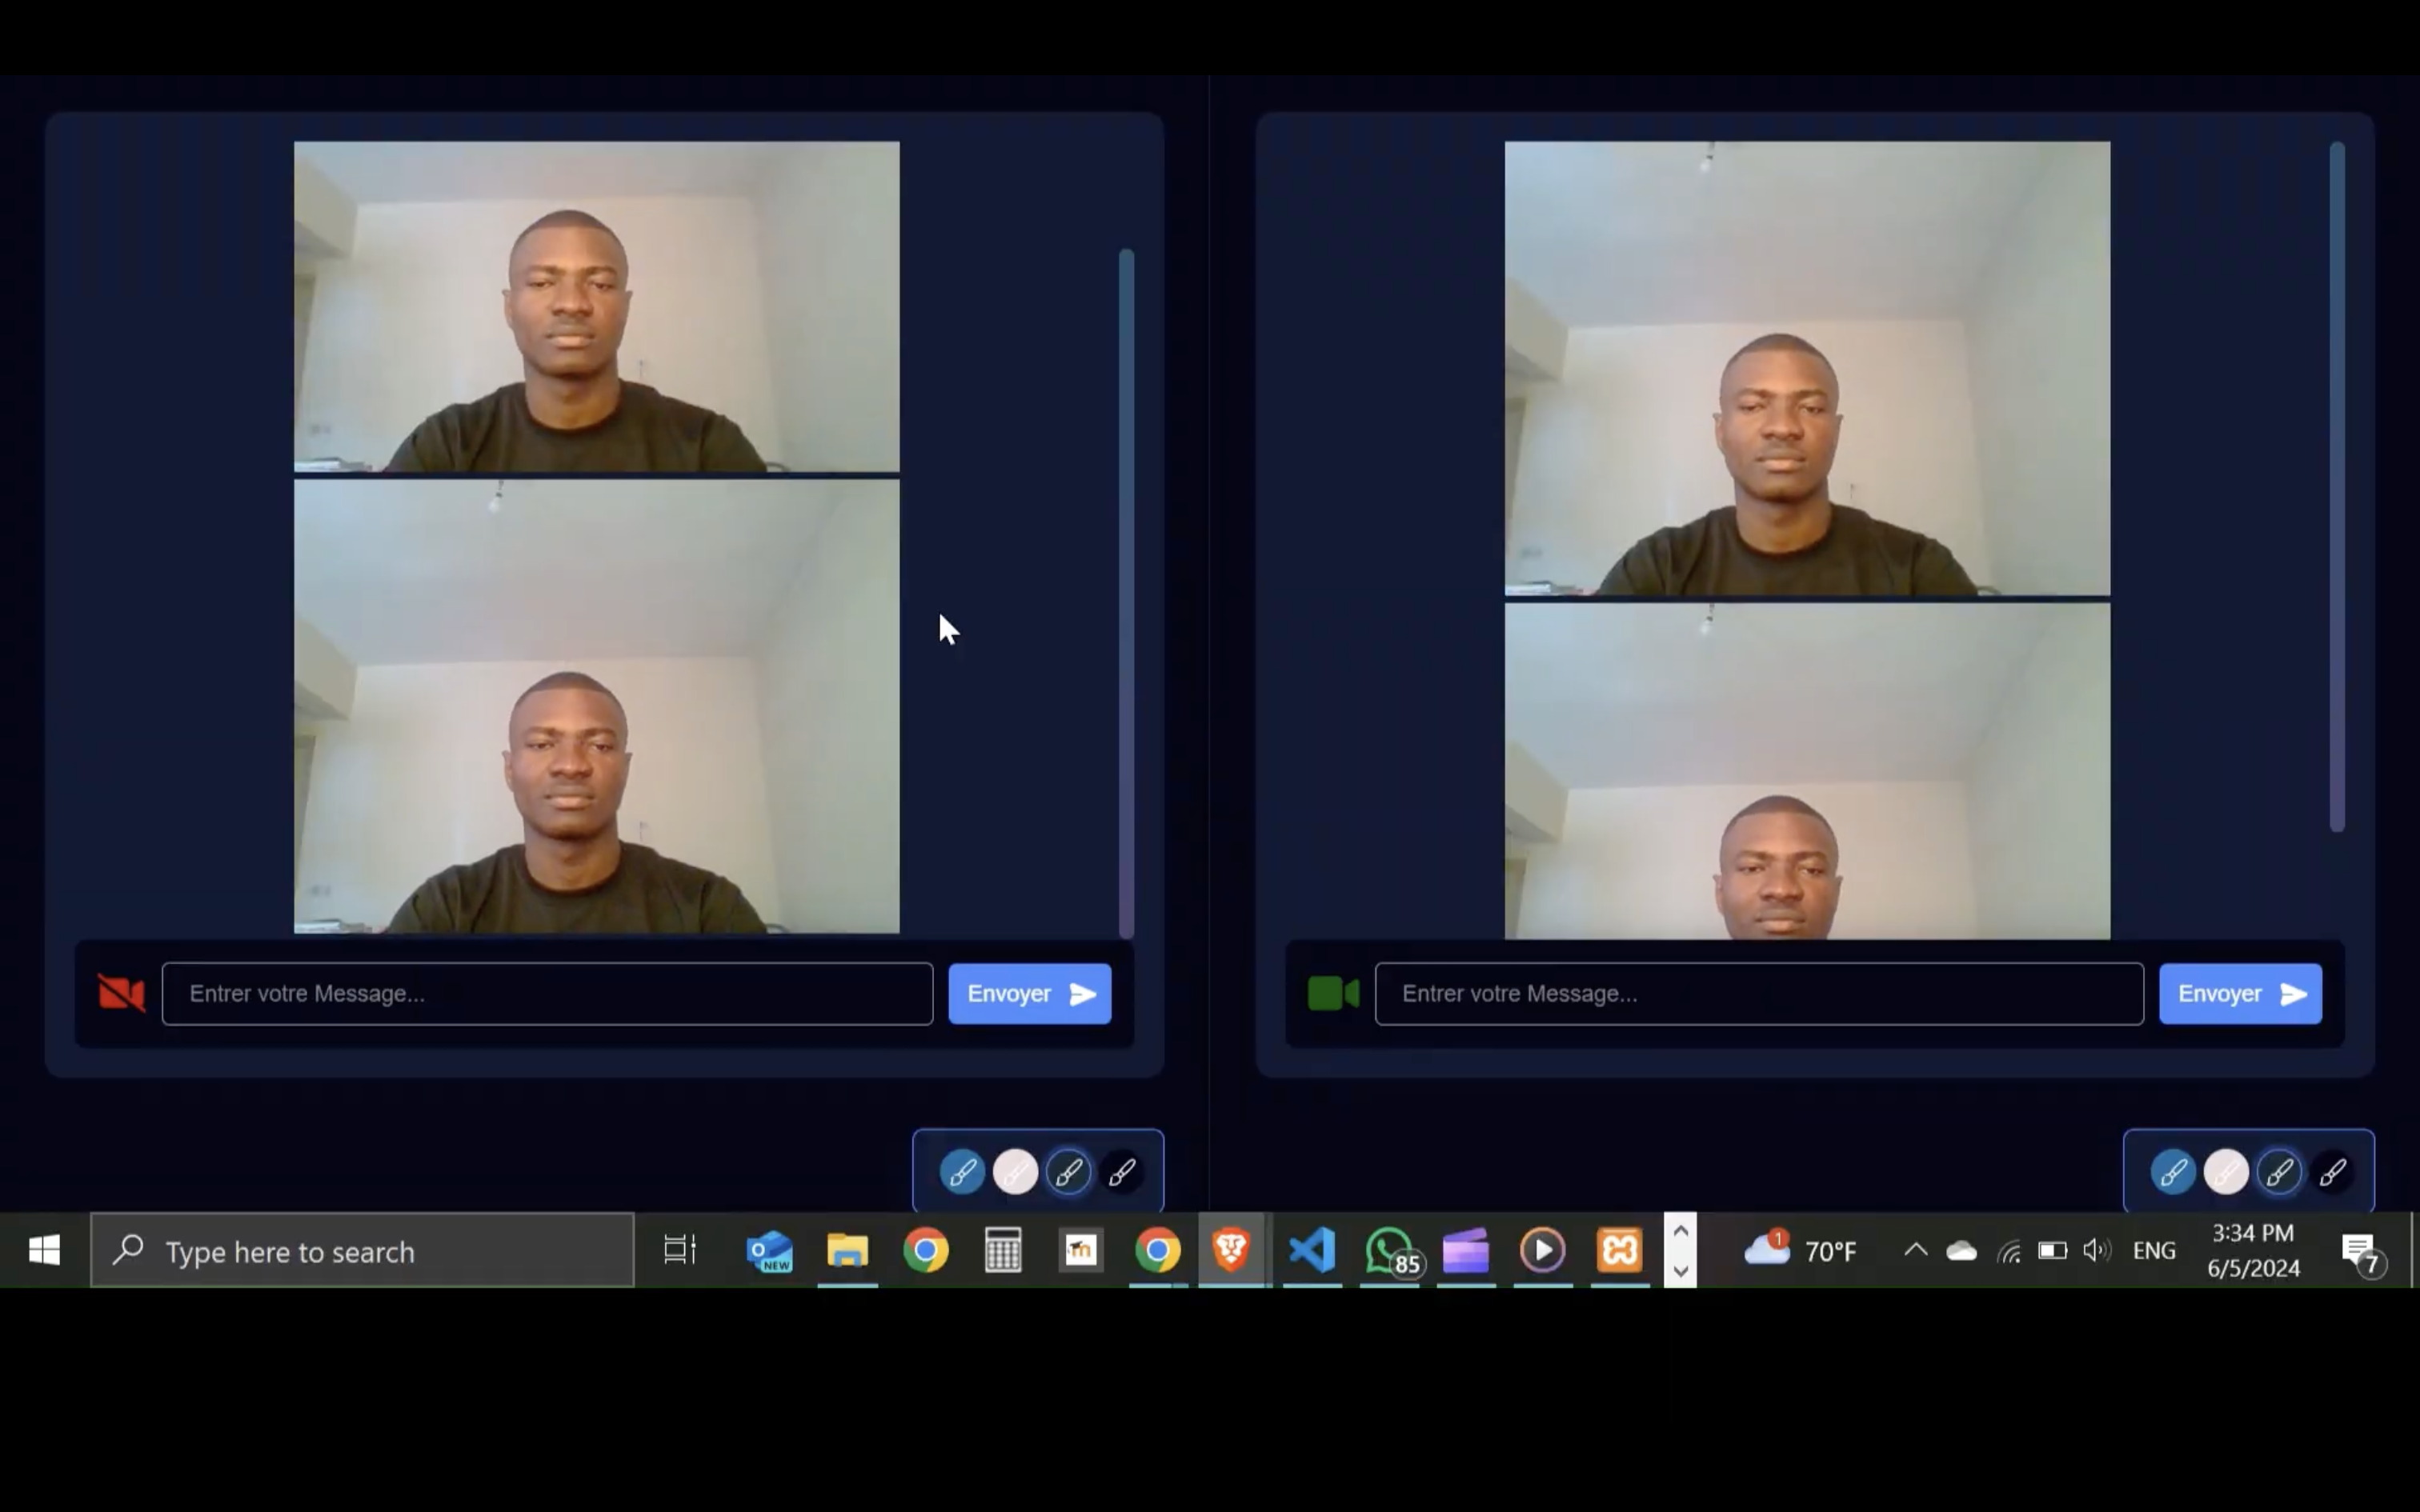 Entrer votre Message...
Envoyer
Entrer votre Message...
Envoyer
Type here to search
NEW
m
85
1
70°F
ENG
3:34 PM
6/5/2024
7